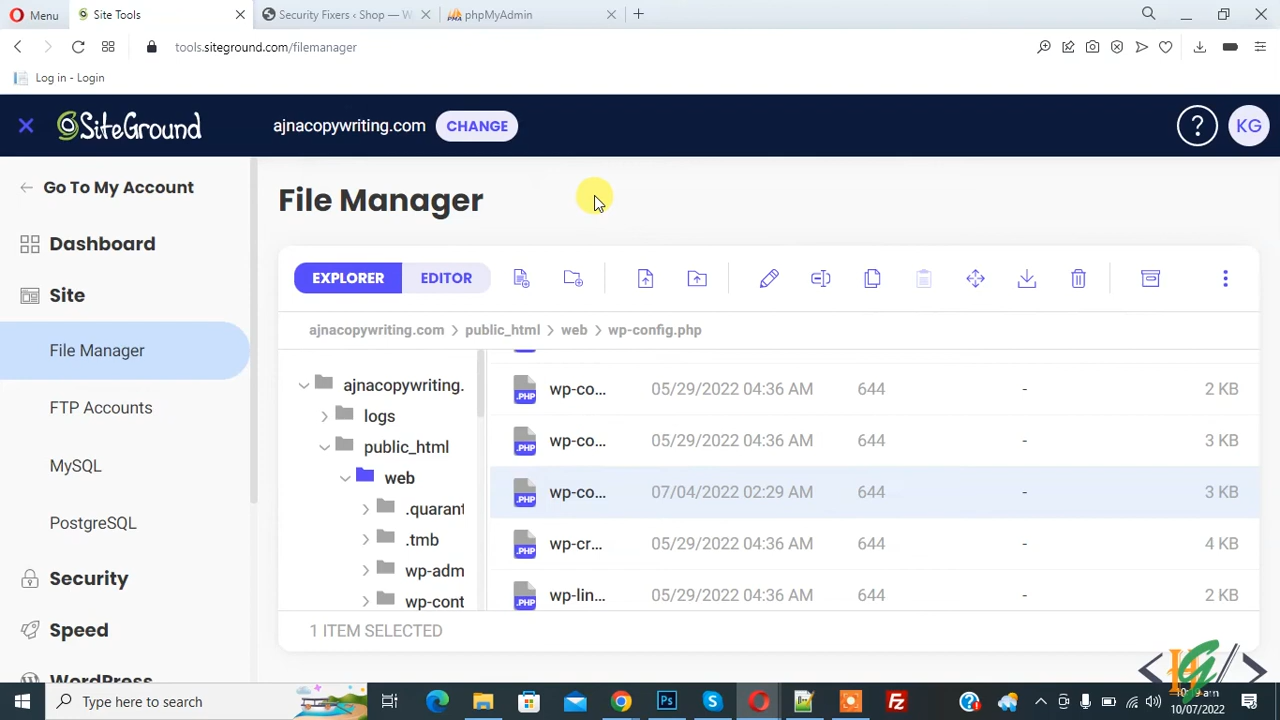 Menu
Site Tools
Security Fixers ‹ Shop — W
phpMyAdmin
tools.siteground.com/filemanager
Log in - Login
SiteGround
ajnacopywriting.com
CHANGE
?
KG
Go To My Account
Dashboard
Site
File Manager
FTP Accounts
MySQL
PostgreSQL
Security
Speed
File Manager
EXPLORER
EDITOR
ajnacopywriting.com > public_html > web > wp-config.php
ajnacopywriting.
logs
public_html
web
.quarant
.tmb
wp-adm
wp-cont
.PHP wp-co... 05/29/2022 04:36 AM 644 - 2 KB
.PHP wp-co... 05/29/2022 04:36 AM 644 - 3 KB
.PHP wp-co... 07/04/2022 02:29 AM 644 - 3 KB
.PHP wp-cr... 05/29/2022 04:36 AM 644 - 4 KB
.PHP wp-lin... 05/29/2022 04:36 AM 644 - 2 KB
1 ITEM SELECTED
Type here to search
10/07/2022